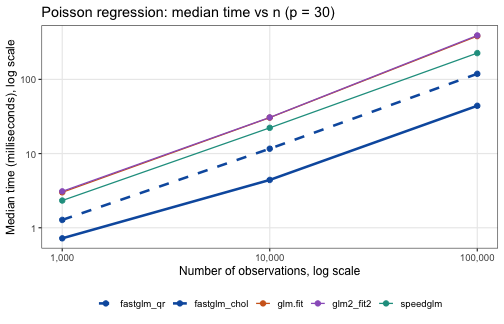 Poisson regression: median time vs n (p = 30)
Median time (milliseconds), log scale
100
10
1
1,000
10,000
100,000
Number of observations, log scale
fastglm_qr
fastglm_chol
glm.fit
glm2_fit2
speedglm